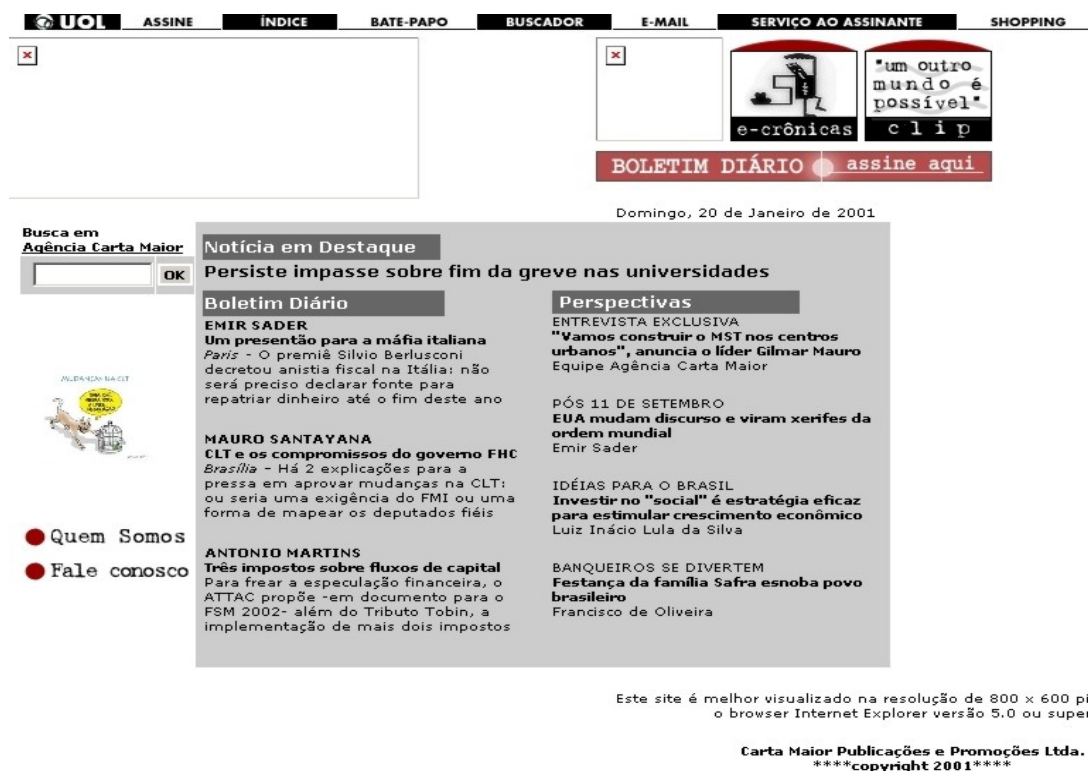 UOL ASSINE ÍNDICE BATE-PAPO BUSCADOR E-MAIL SERVIÇO AO ASSINANTE SHOPPING
e-crônicas
"um outro
mundo é
possível"
clip
BOLETIM DIÁRIO assine aqui
Domingo, 20 de Janeiro de 2001
Busca em
Agência Carta Maior
OK
MUDANÇAS NA CLT
Quem Somos
Fale conosco
Notícia em Destaque
Persiste impasse sobre fim da greve nas universidades
Boletim Diário
EMIR SADER
Um presentão para a máfia italiana
Paris - O premiê Silvio Berlusconi
decretou anistia fiscal na Itália: não
será preciso declarar fonte para
repatriar dinheiro até o fim deste ano
MAURO SANTAYANA
CLT e os compromissos do governo FHC
Brasília - Há 2 explicações para a
pressa em aprovar mudanças na CLT:
ou seria uma exigência do FMI ou uma
forma de mapear os deputados fiéis
ANTONIO MARTINS
Três impostos sobre fluxos de capital
Para frear a especulação financeira, o
ATTAC propõe -em documento para o
FSM 2002- além do Tributo Tobin, a
implementação de mais dois impostos
Perspectivas
ENTREVISTA EXCLUSIVA
"Vamos construir o MST nos centros
urbanos", anuncia o líder Gilmar Mauro
Equipe Agência Carta Maior
PÓS 11 DE SETEMBRO
EUA mudam discurso e viram xerifes da
ordem mundial
Emir Sader
IDÉIAS PARA O BRASIL
Investir no "social" é estratégia eficaz
para estimular crescimento econômico
Luiz Inácio Lula da Silva
BANQUEIROS SE DIVERTEM
Festança da família Safra esnoba povo
brasileiro
Francisco de Oliveira
Este site é melhor visualizado na resolução de 800 x 600 pi
o browser Internet Explorer versão 5.0 ou super
Carta Maior Publicações e Promoções Ltda.
****copyright 2001****